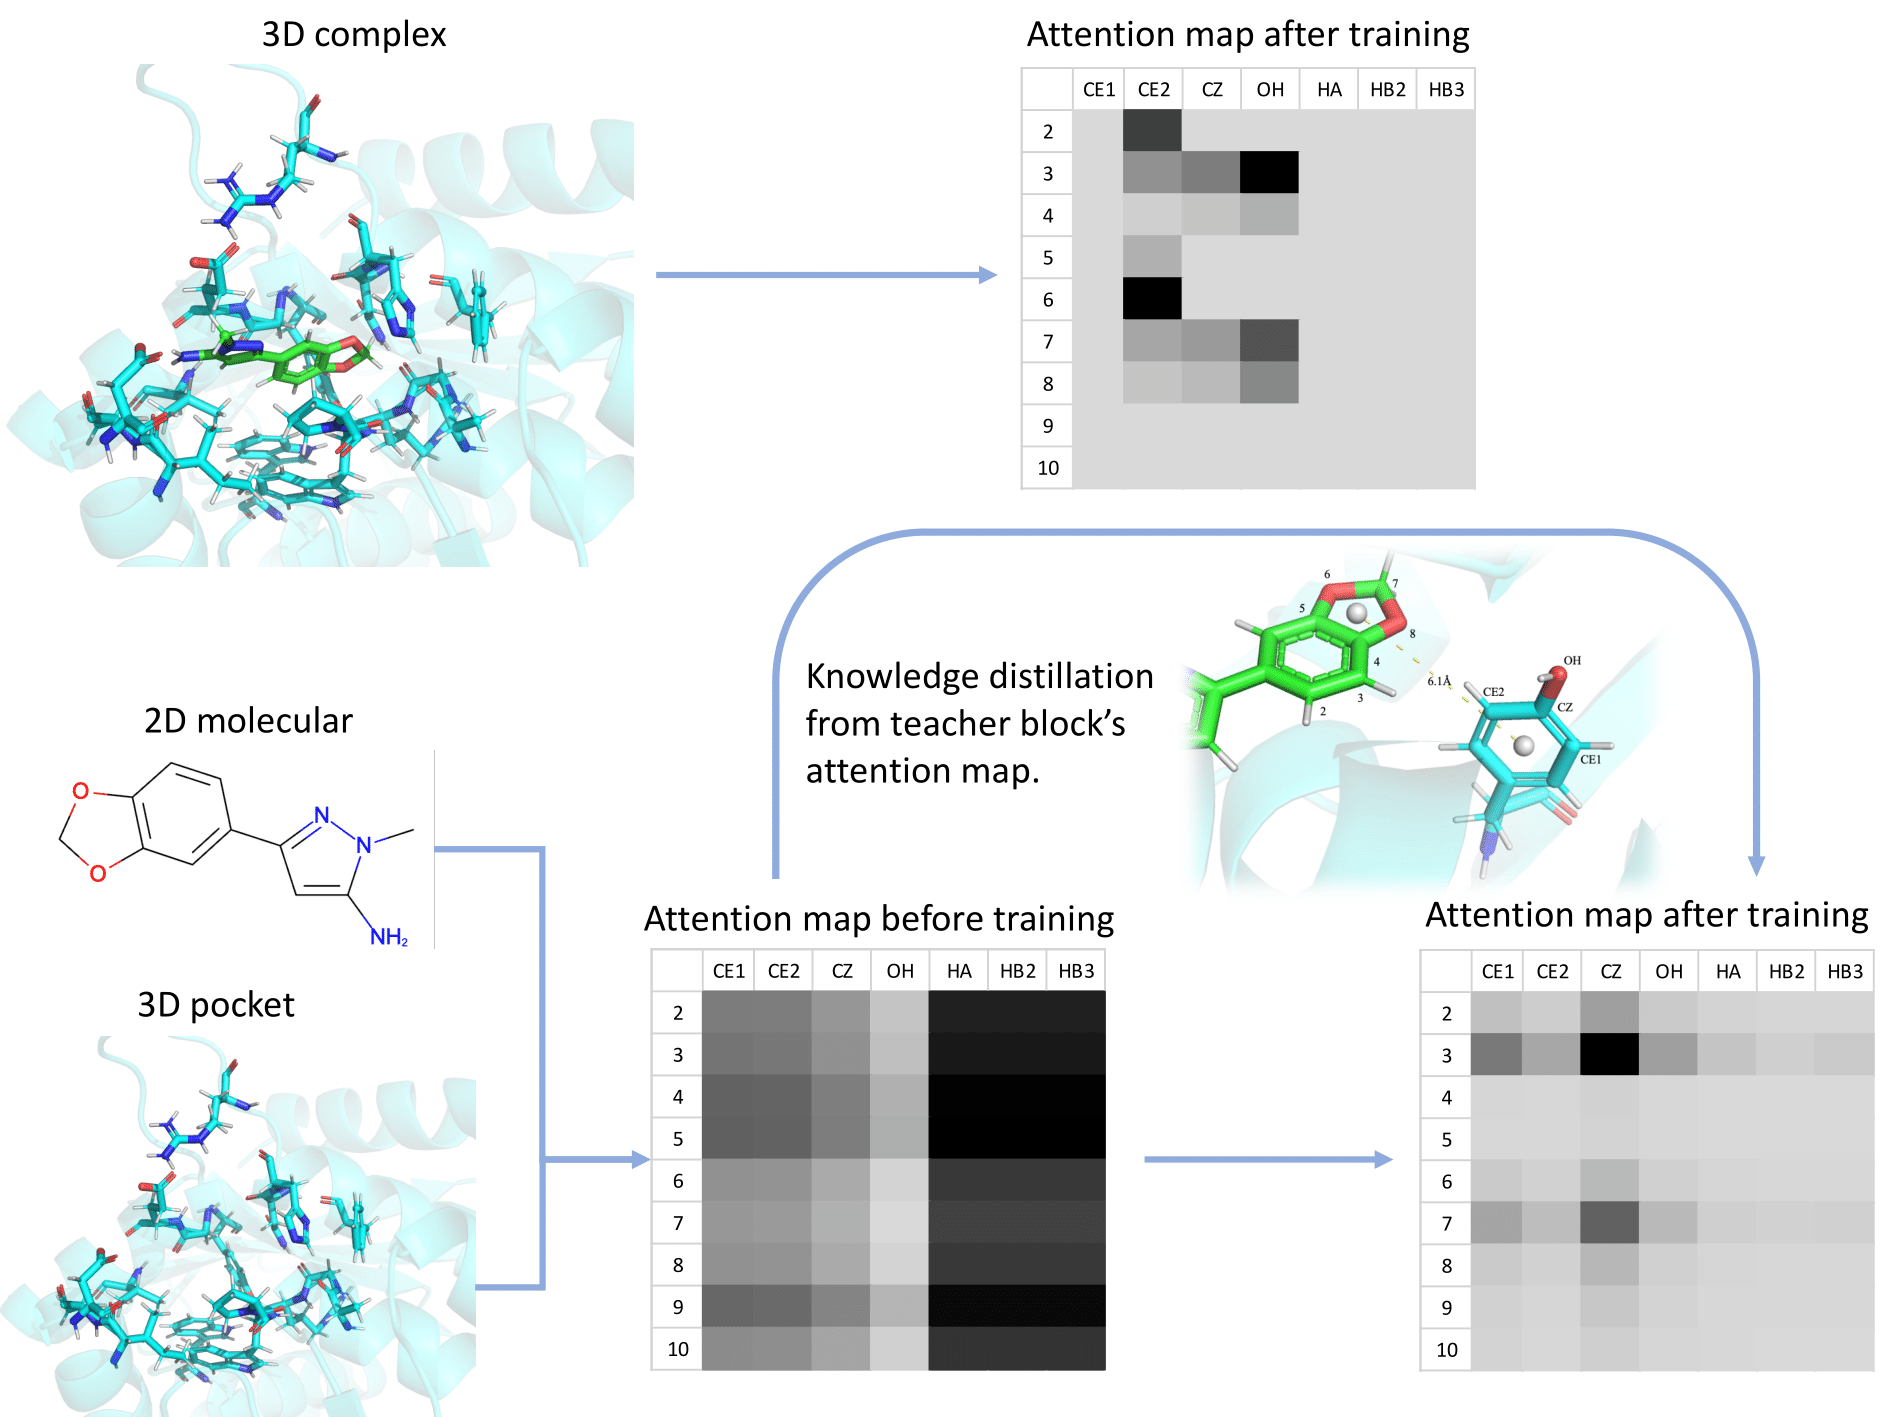 3D complex
Attention map after training
CE1 CE2 CZ OH HA HB2 HB3
2
3
4
5
6
7
8
9
10
Knowledge distillation
from teacher block's
attention map.
6
7
5
8
4
3
2
6.1Å
OH
CE2
CZ
CE1
2D molecular
O
O
N
N
NH₂
3D pocket
Attention map before training
CE1 CE2 CZ OH HA HB2 HB3
2
3
4
5
6
7
8
9
10
Attention map after training
CE1 CE2 CZ OH HA HB2 HB3
2
3
4
5
6
7
8
9
10